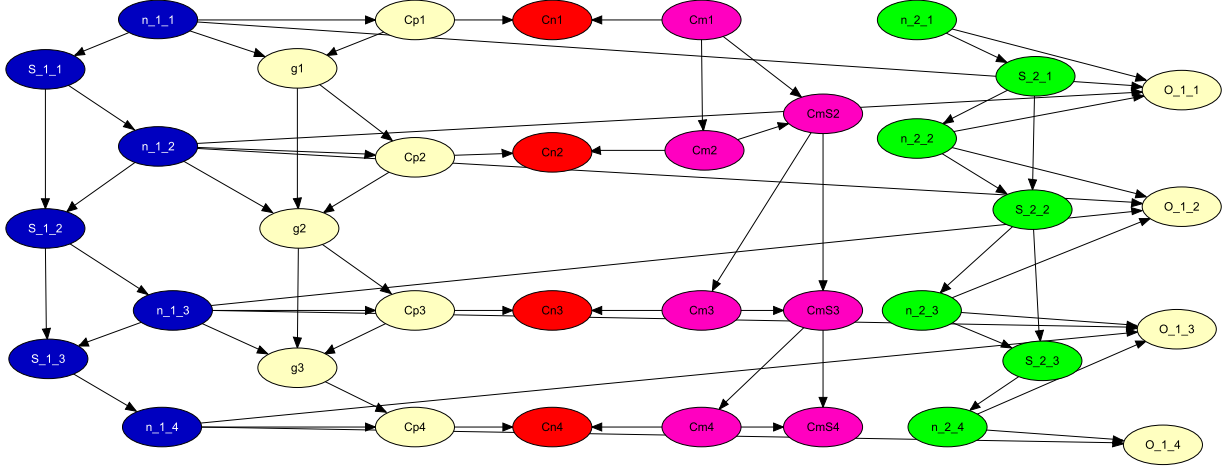 n_1_1
Cp1
Cn1
Cm1
n_2_1
S_1_1
g1
S_2_1
O_1_1
CmS2
n_1_2
Cp2
Cn2
Cm2
n_2_2
S_1_2
g2
S_2_2
O_1_2
n_1_3
Cp3
Cn3
Cm3
CmS3
n_2_3
O_1_3
S_1_3
g3
S_2_3
n_1_4
Cp4
Cn4
Cm4
CmS4
n_2_4
O_1_4